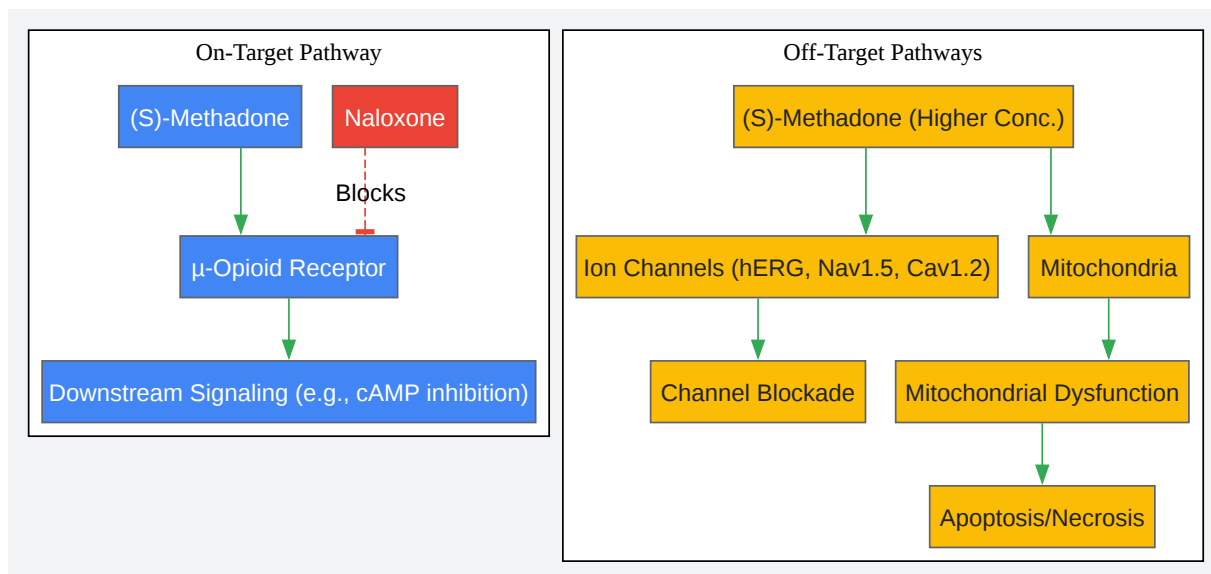 On-Target Pathway
(S)-Methadone
Naloxone
Blocks
µ-Opioid Receptor
Downstream Signaling (e.g., cAMP inhibition)
Off-Target Pathways
(S)-Methadone (Higher Conc.)
Ion Channels (hERG, Nav1.5, Cav1.2)
Mitochondria
Channel Blockade
Mitochondrial Dysfunction
Apoptosis/Necrosis